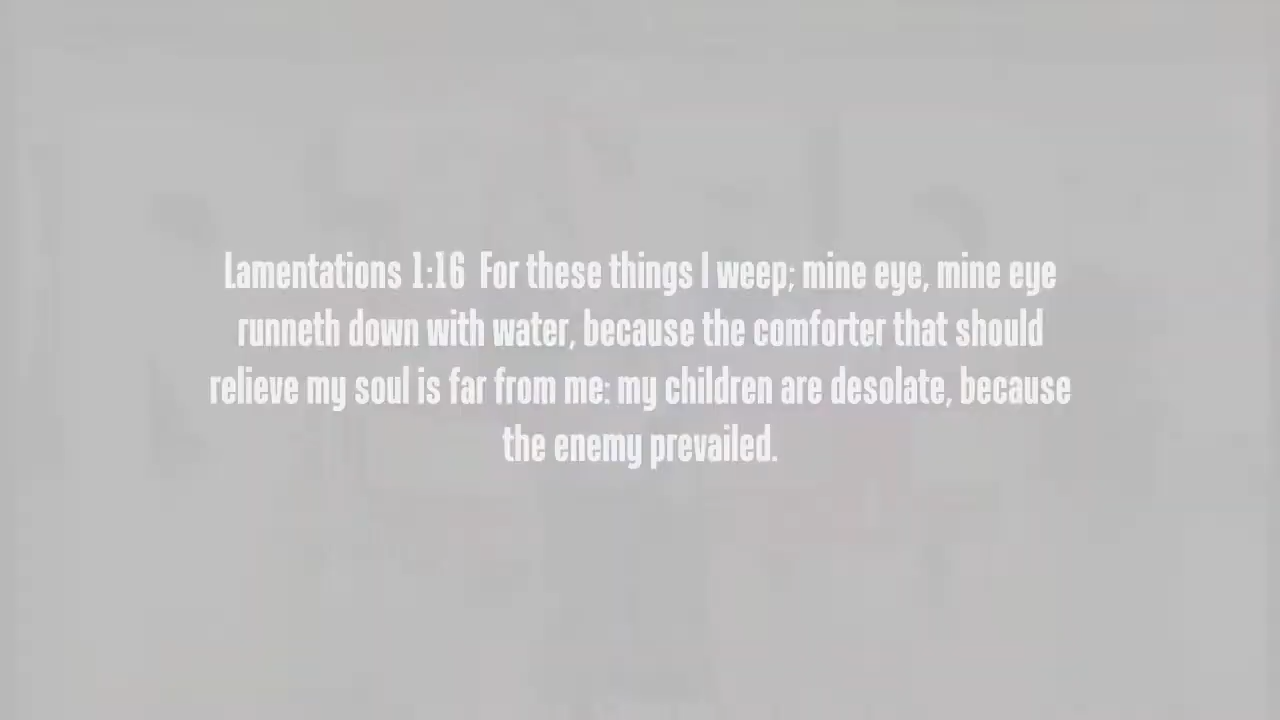 Lamentations 1:16  For these things I weep; mine eye, mine eye
runneth down with water, because the comforter that should
relieve my soul is far from me: my children are desolate, because
the enemy prevailed.